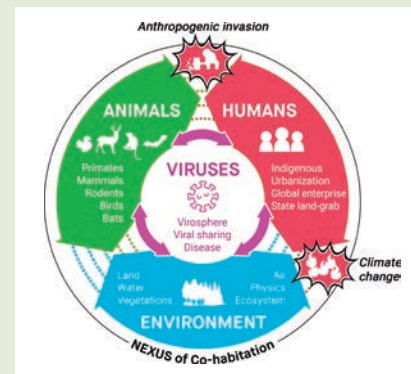 Anthropogenic invasion
ANIMALS
HUMANS
Primates
Mammals
Rodents
Birds
Bats
VIRUSES
Virosphere
Viral sharing
Disease
Indigenous
Urbanization
Global enterprise
State land-grab
Climate
change
Land
Water
Vegetations
Air
Physics
Ecosystem
ENVIRONMENT
NEXUS of Co-habitation